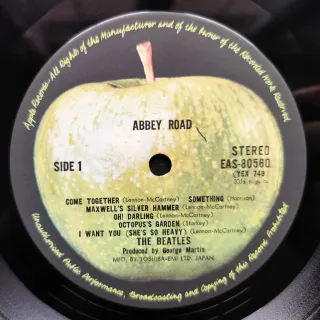 Apple Records-All Rights of the Manufacturer and of the Owner of the Recorded Work Reserved
ABBEY ROAD
STEREO
SIDE 1
EAS-80560
(YEX 749)
COME TOGETHER (Lennon-McCartney) SOMETHING (Harrison)
MAXWELL'S SILVER HAMMER (Lennon-McCartney)
OH! DARLING (Lennon-McCartney)
OCTOPUS'S GARDEN (Starkey)
I WANT YOU (SHE'S SO HEAVY) (Lennon-McCartney)
THE BEATLES
Produced by George Martin
MFD. BY TOSHIBA-EMI LTD. JAPAN
Unauthorized Public Performance, Broadcasting and Copying of this Record Prohibited